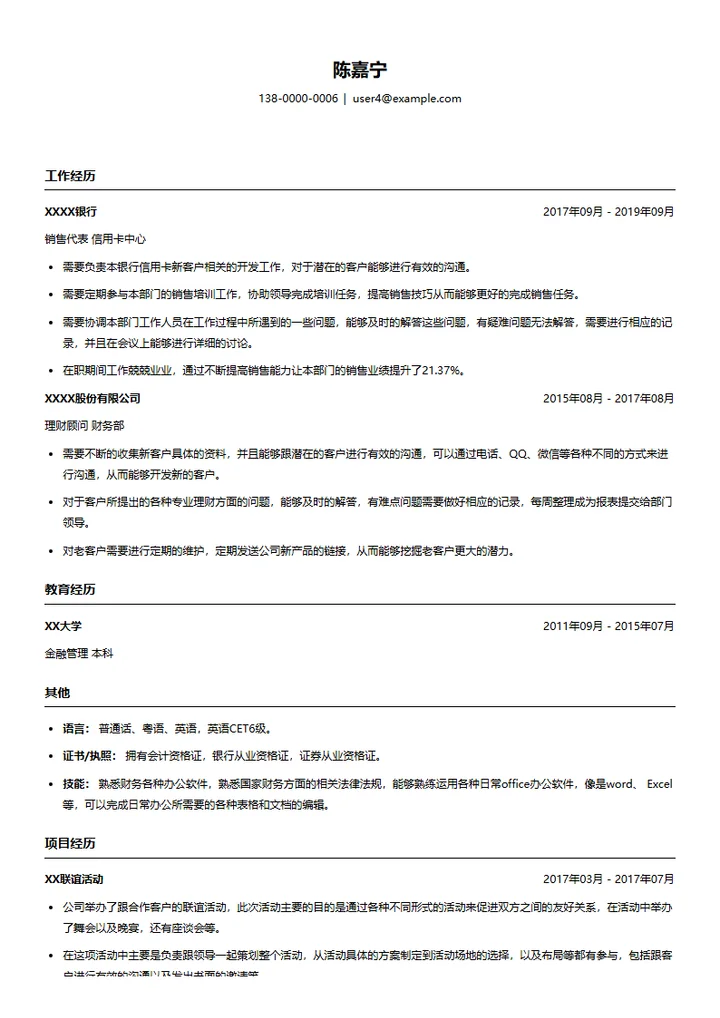 陈嘉宁
138-0000-0006 | user4@example.com
工作经历
XXXX银行 2017年09月 - 2019年09月
销售代表 信用卡中心
• 需要负责本银行信用卡新客户相关的开发工作，对于潜在的客户能够进行有效的沟通。
• 需要定期参与本部门的销售培训工作，协助领导完成培训任务，提高销售技巧从而能够更好的完成销售任务。
• 需要协调本部门工作人员在工作过程中所遇到的一些问题，能够及时的解答这些问题，有疑难问题无法解答，需要进行相应的记
录，并且在会议上能够进行详细的讨论。
• 在职期间工作兢兢业业，通过不断提高销售能力让本部门的销售业绩提升了21.37%。
XXXX股份有限公司 2015年08月 - 2017年08月
理财顾问 财务部
• 需要不断的收集新客户具体的资料，并且能够跟潜在的客户进行有效的沟通，可以通过电话、QQ、微信等各种不同的方式来进
行沟通，从而能够开发新的客户。
• 对于客户所提出的各种专业理财方面的问题，能够及时的解答，有难点问题需要做好相应的记录，每周整理成为报表提交给部门
领导。
• 对老客户需要进行定期的维护，定期发送公司新产品的链接，从而能够挖掘老客户更大的潜力。
教育经历
XX大学 2011年09月 - 2015年07月
金融管理 本科
其他
• 语言： 普通话、粤语、英语，英语CET6级。
• 证书/执照： 拥有会计资格证，银行从业资格证，证券从业资格证。
• 技能： 熟悉财务各种办公软件，熟悉国家财务方面的相关法律法规，能够熟练运用各种日常office办公软件，像是word、 Excel
等，可以完成日常办公所需要的各种表格和文档的编辑。
项目经历
XX联谊活动 2017年03月 - 2017年07月
• 公司举办了跟合作客户的联谊活动，此次活动主要的目的是通过各种不同形式的活动来促进双方之间的友好关系，在活动中举办
了舞会以及晚宴，还有座谈会等。
• 在这项活动中主要是负责跟领导一起策划整个活动，从活动具体的方案制定到活动场地的选择，以及布局等都有参与，包括跟客
户进行有效的沟通以及发出书面的邀请等